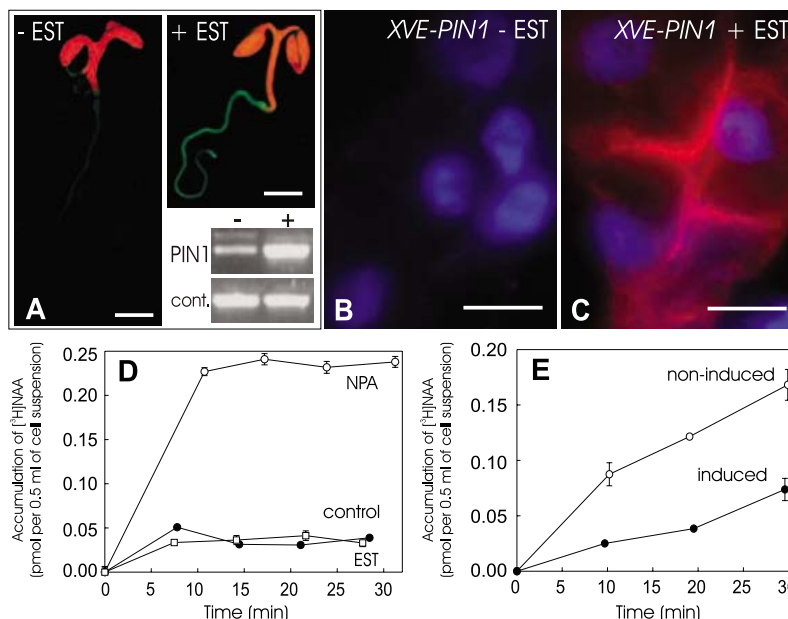 - EST
+ EST
- +
PIN1
cont.
A
XVE-PIN1 - EST
B
XVE-PIN1 + EST
C
D
Accumulation of [³H]NAA
(pmol per 0.5 ml of cell suspension)
0.25
0.20
0.15
0.10
0.05
0.00
NPA
control
EST
0 5 10 15 20 25 30
Time (min)
E
Accumulation of [³H]NAA
(pmol per 0.5 ml of cell suspension)
0.20
0.15
0.10
0.05
0.00
non-induced
induced
0 10 20 30
Time (min)